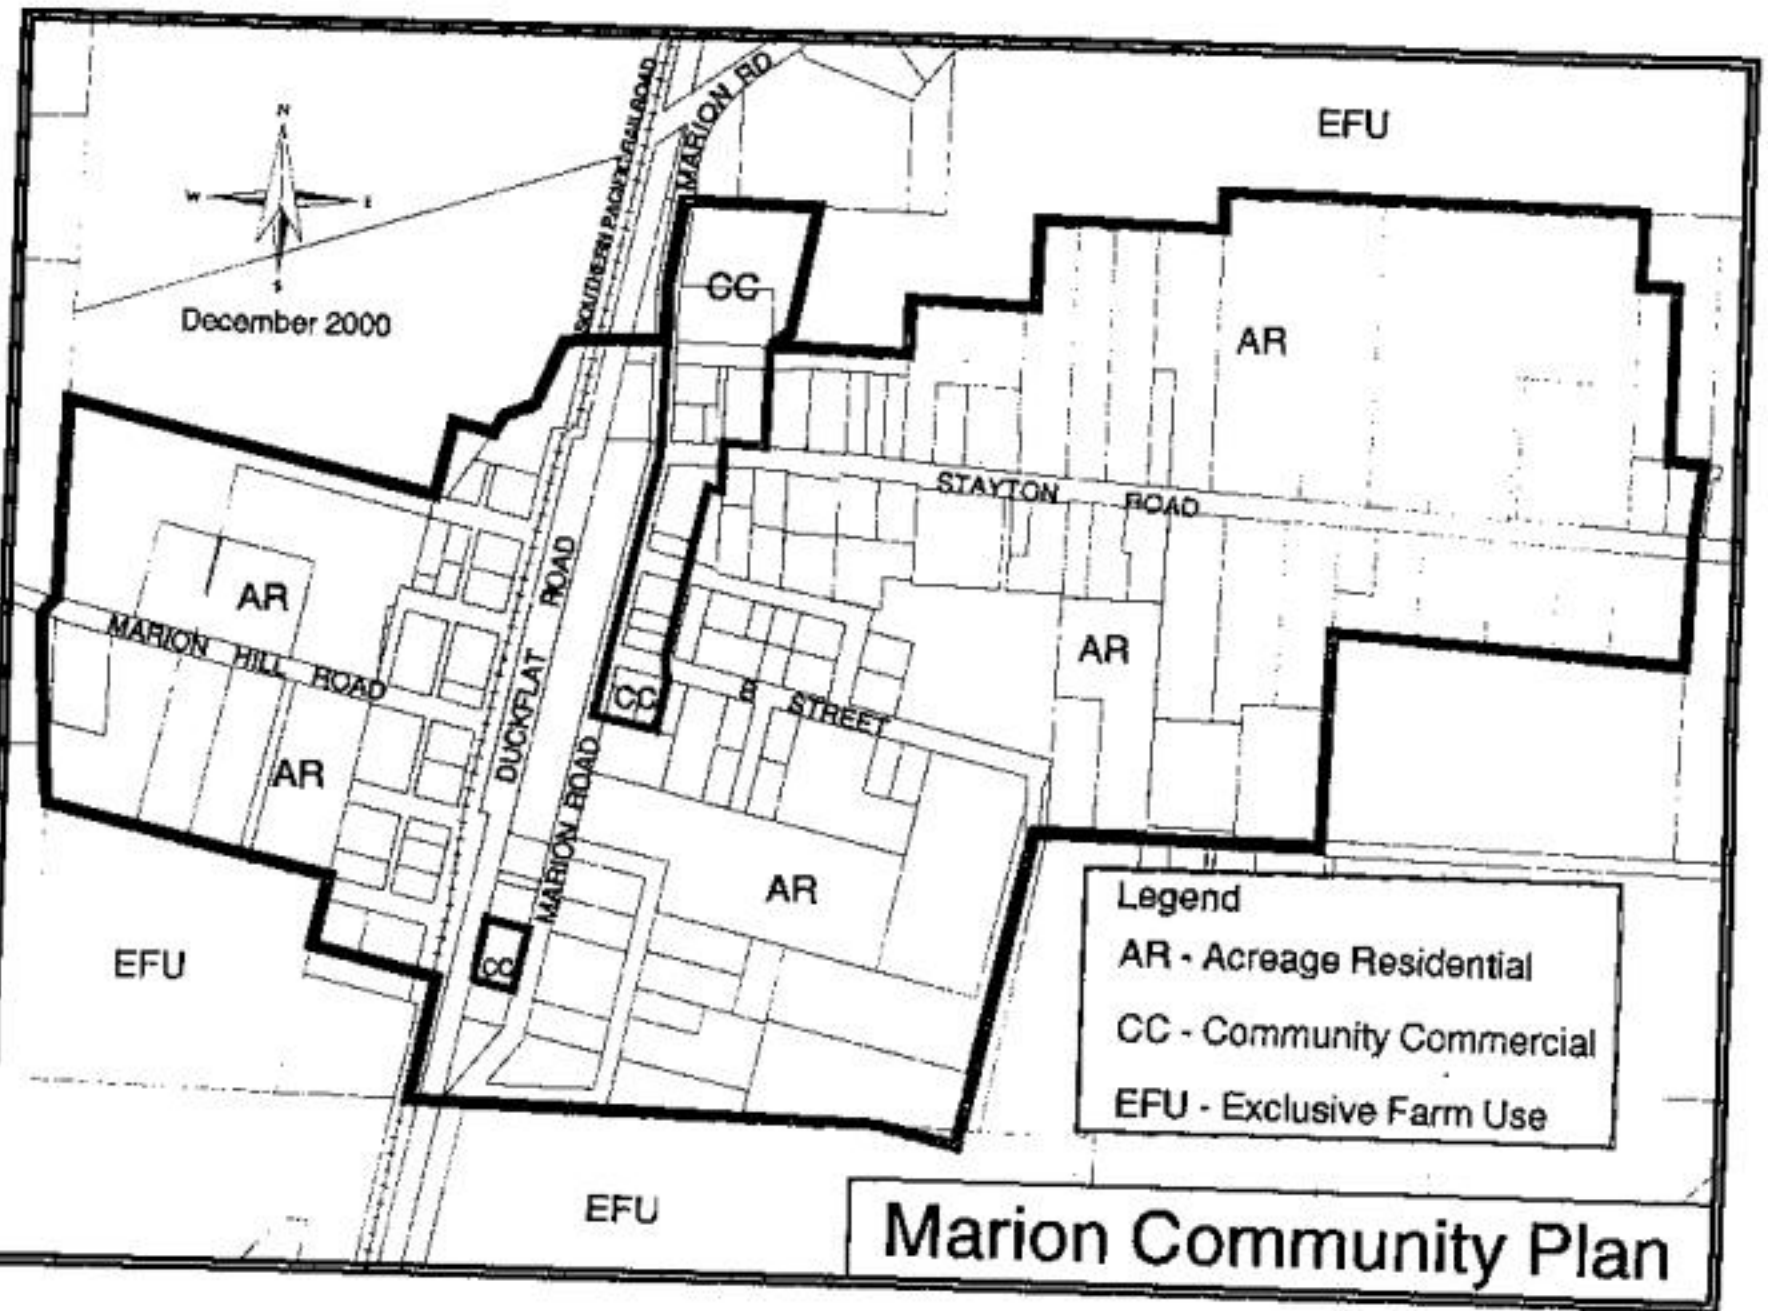 MARION RD
SOUTHERN PACIFIC RAILROAD
EFU
N
W
E
S
December 2000
CC
AR
STAYTON ROAD
AR
MARION HILL ROAD
AR
DUCKFLAT ROAD
AR
CC
B STREET
MARION ROAD
AR
CC
EFU
EFU
Legend
AR - Acreage Residential
CC - Community Commercial
EFU - Exclusive Farm Use
Marion Community Plan